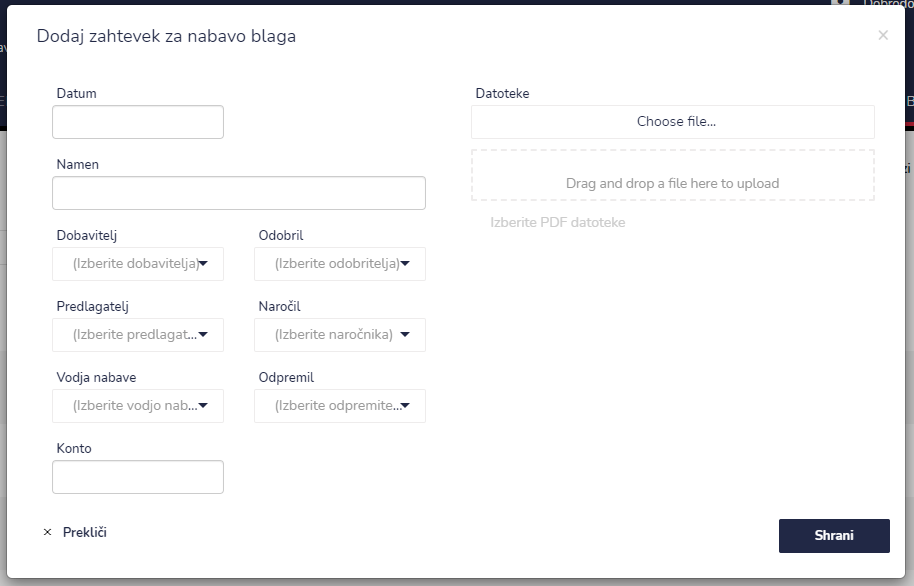 Dodaj zahtevek za nabavo blaga
×
Datum
Datoteke
Choose file...
Drag and drop a file here to upload
Izberite PDF datoteke
Namen
Dobavitelj
Odobril
(Izberite dobavitelja)
(Izberite odobritelja)
Predlagatelj
Naročil
(Izberite predlagat...
(Izberite naročnika)
Vodja nabave
Odpremil
(Izberite vodjo nab...
(Izberite odpremite...
Konto
× Prekliči
Shrani